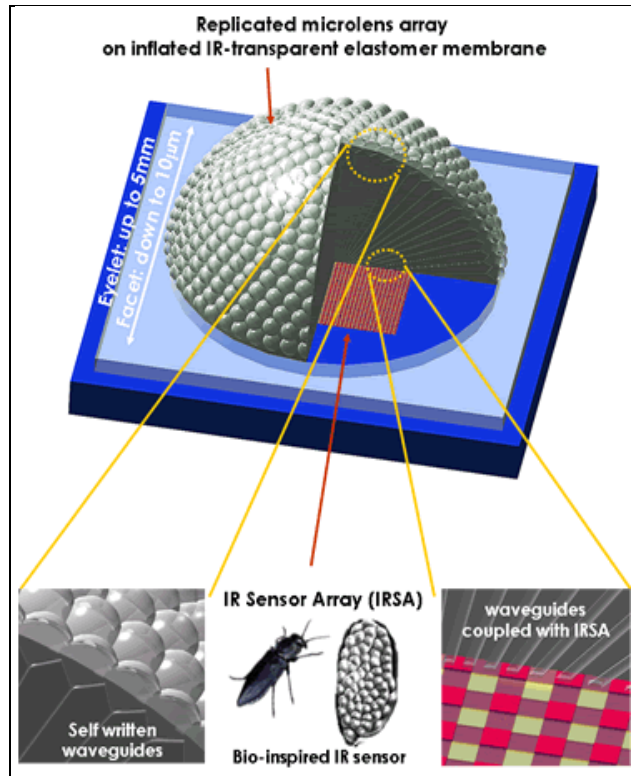 Replicated microlens array
on inflated IR-transparent elastomer membrane
Eyelet: up to 5mm
Facet: down to 10µm
IR Sensor Array (IRSA)
waveguides
coupled with IRSA
Self written
waveguides
Bio-inspired IR sensor